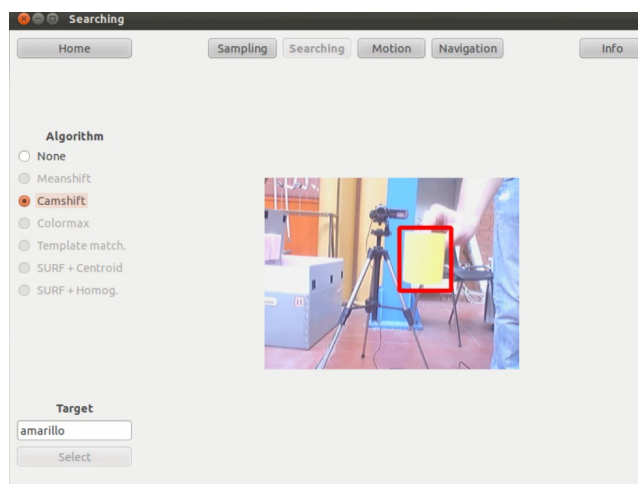 Searching
Home
Sampling
Searching
Motion
Navigation
Info
Algorithm
None
Meanshift
Camshift
Colormax
Template match.
SURF + Centroid
SURF + Homog.
Target
amarillo
Select